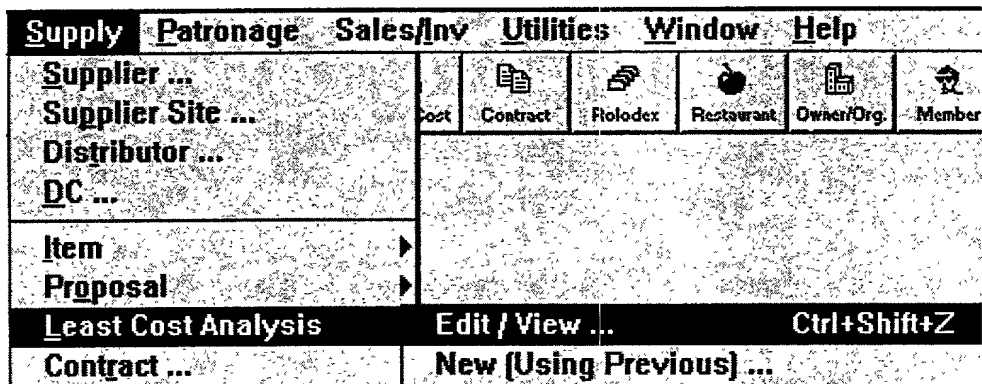 Supply Patronage Sales/Inv Utilities Window Help
Cost Contract Rolodex Restaurant Owner/Org. Member
Supplier ...
Supplier Site ...
Distributor ...
DC ...
Item
Proposal
Least Cost Analysis Edit / View ... Ctrl+Shift+Z
Contract ... New (Using Previous) ...